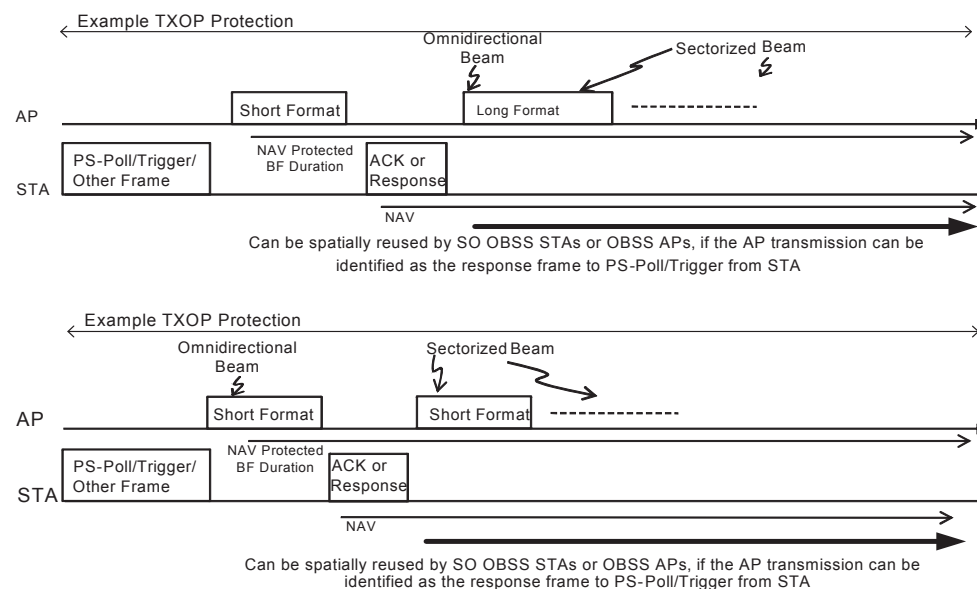 Example TXOP Protection
Omnidirectional
Beam
Sectorized Beam
AP
Short Format
Long Format
NAV Protected
BF Duration
PS-Poll/Trigger/
Other Frame
ACK or
Response
STA
NAV
Can be spatially reused by SO OBSS STAs or OBSS APs, if the AP transmission can be
identified as the response frame to PS-Poll/Trigger from STA
Example TXOP Protection
Omnidirectional
Beam
Sectorized Beam
AP
Short Format
Short Format
NAV Protected
BF Duration
PS-Poll/Trigger/
Other Frame
ACK or
Response
STA
NAV
Can be spatially reused by SO OBSS STAs or OBSS APs, if the AP transmission can be
identified as the response frame to PS-Poll/Trigger from STA